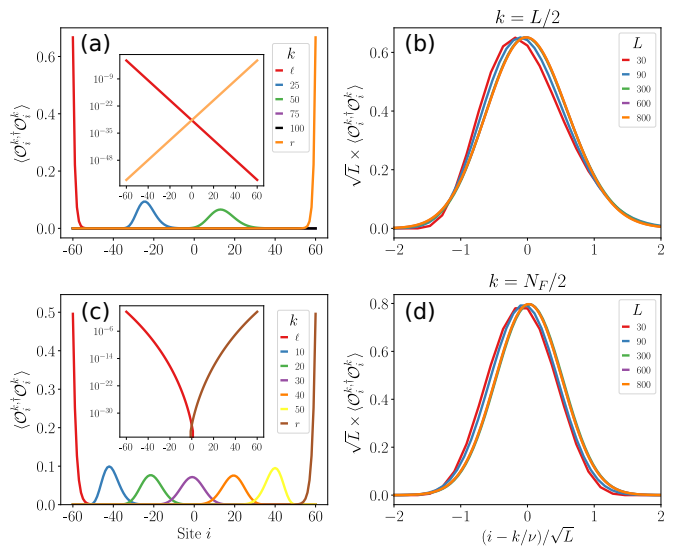 (a)
⟨𝒪_i^{k,†} 𝒪_i^k⟩
0.6
0.4
0.2
0.0
-60 -40 -20 0 20 40 60
10^{-9}
10^{-22}
10^{-35}
10^{-48}
-60 -40 -20 0 20 40 60
k
ℓ
25
50
75
100
r
k = L/2
(b)
√L × ⟨𝒪_i^{k,†} 𝒪_i^k⟩
0.6
0.4
0.2
0.0
-2 -1 0 1 2
L
30
90
300
600
800
(c)
⟨𝒪_i^{k,†} 𝒪_i^k⟩
0.5
0.4
0.3
0.2
0.1
0.0
-60 -40 -20 0 20 40 60
Site i
10^{-6}
10^{-14}
10^{-22}
10^{-30}
-60 -40 -20 0 20 40 60
k
ℓ
10
20
30
40
50
r
k = N_F/2
(d)
√L × ⟨𝒪_i^{k,†} 𝒪_i^k⟩
0.8
0.6
0.4
0.2
0.0
-2 -1 0 1 2
(i − k/ν)/√L
L
30
90
300
600
800